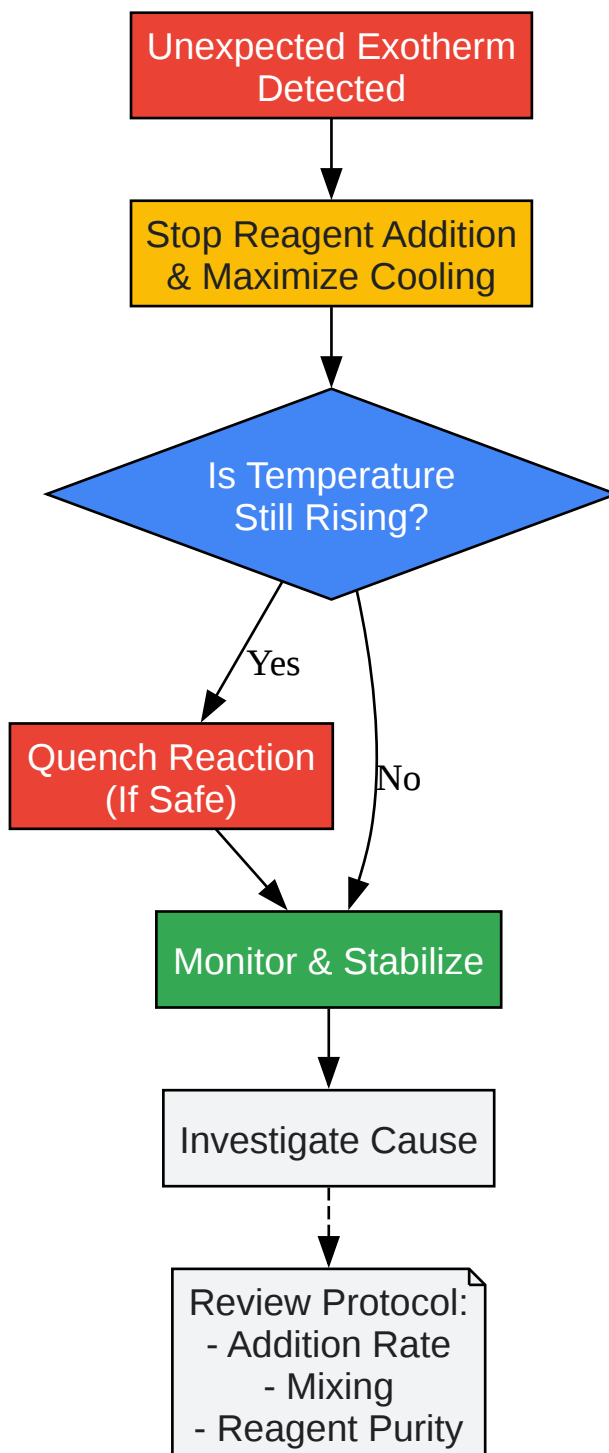 Unexpected Exotherm
Detected
Stop Reagent Addition
& Maximize Cooling
Is Temperature
Still Rising?
Yes
Quench Reaction
(If Safe)
No
Monitor & Stabilize
Investigate Cause
Review Protocol:
- Addition Rate
- Mixing
- Reagent Purity